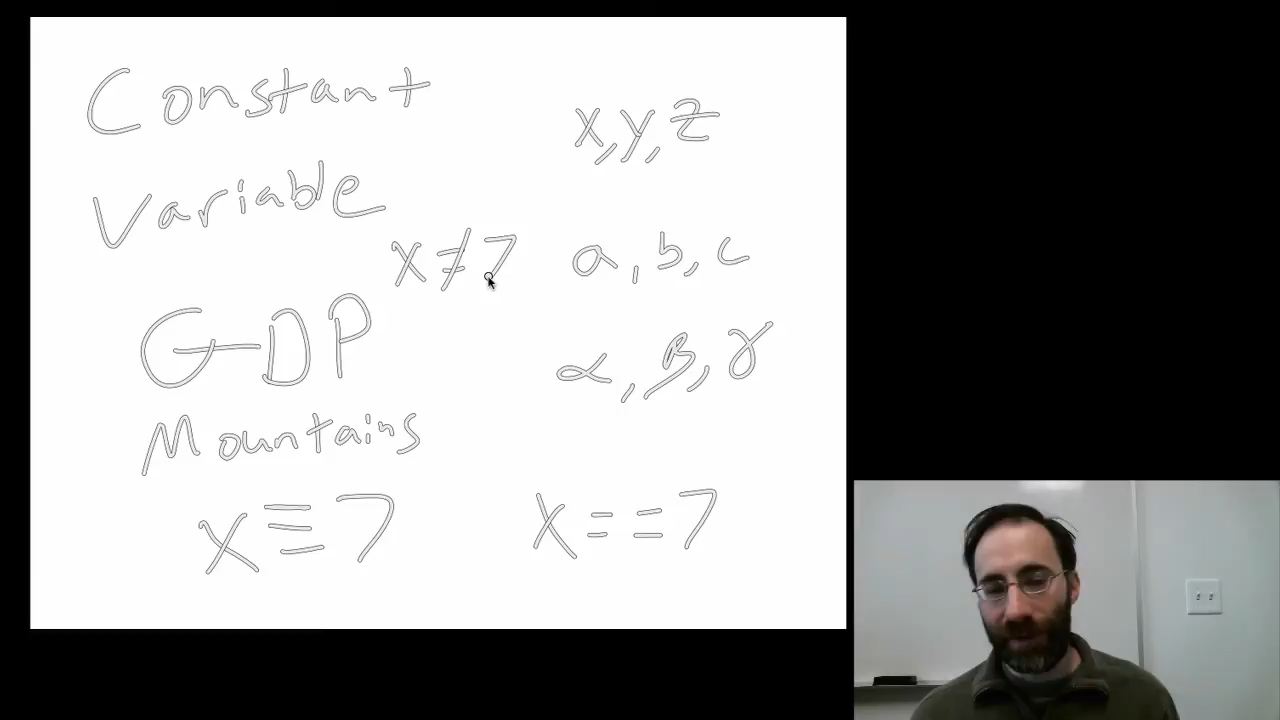 Constant
x, y, z
Variable
x ≠ 7
a, b, c
GDP
α, β, γ
Mountains
x ≡ 7
x = = 7